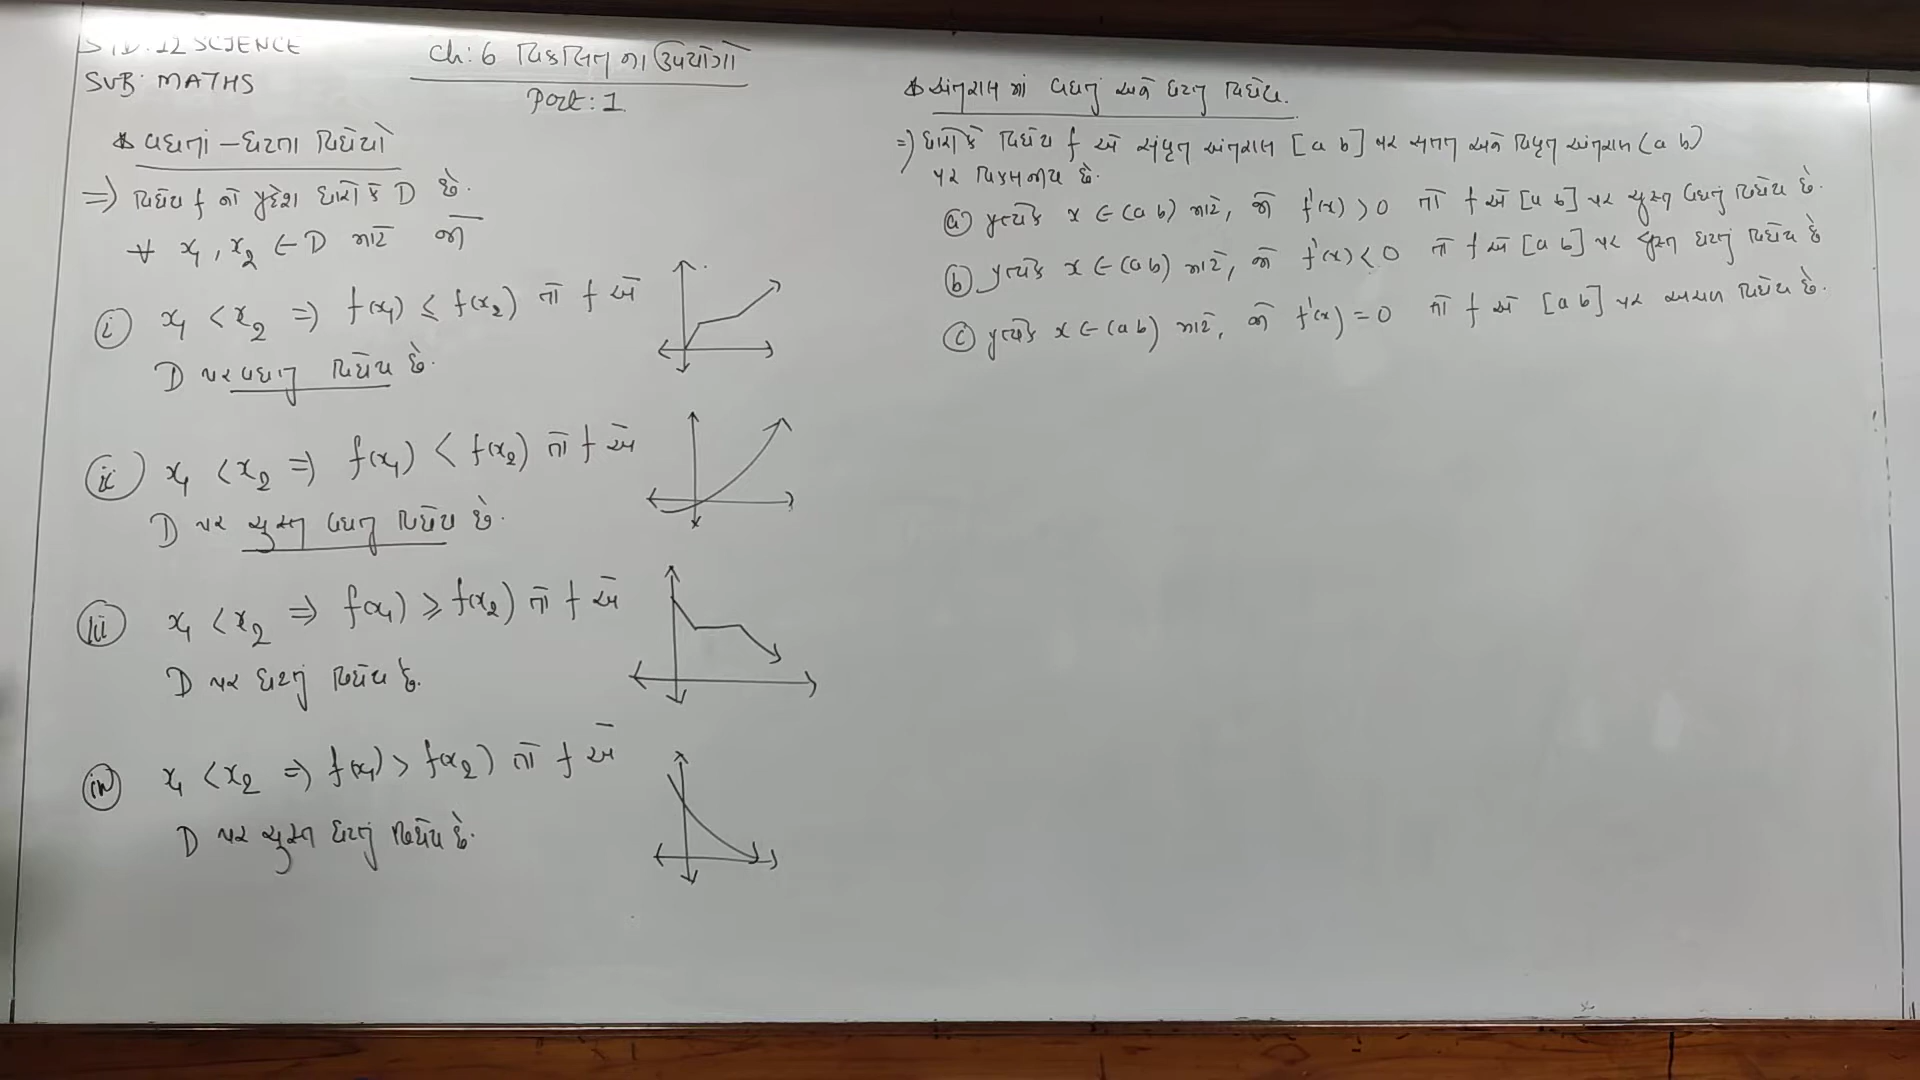 STD: 12 SCIENCE
SUB: MATHS
Ch: 6 વિકલિત ના ઉપયોગો
Part: 1
* વધતાં – ઘટતા વિધેયો
⇒ વિધેય f નો પ્રદેશ ધારો કે D છે.
∀ x₁, x₂ ∈ D માટે જો
(i) x₁ < x₂ ⇒ f(x₁) ≤ f(x₂) તો f એ
D પર વધતું વિધેય છે.
(ii) x₁ < x₂ ⇒ f(x₁) < f(x₂) તો f એ
D પર ચુસ્ત વધતું વિધેય છે.
(iii) x₁ < x₂ ⇒ f(x₁) ≥ f(x₂) તો f એ
D પર ઘટતું વિધેય છે.
(iv) x₁ < x₂ ⇒ f(x₁) > f(x₂) તો f એ
D પર ચુસ્ત ઘટતું વિધેય છે.
* અંતરાલ માં વધતું અને ઘટતું વિધેય.
⇒ ધારો કે વિધેય f એ સંવૃત અંતરાલ [a b] પર સતત અને વિવૃત અંતરાલ (a b)
પર વિકલનીય છે.
(a) પ્રત્યેક x ∈ (a b) માટે, જો f'(x) > 0 તો f એ [a b] પર ચુસ્ત વધતું વિધેય છે.
(b) પ્રત્યેક x ∈ (a b) માટે, જો f'(x) < 0 તો f એ [a b] પર ચુસ્ત ઘટતું વિધેય છે
(c) પ્રત્યેક x ∈ (a b) માટે, જો f'(x) = 0 તો f એ [a b] પર અચળ વિધેય છે.